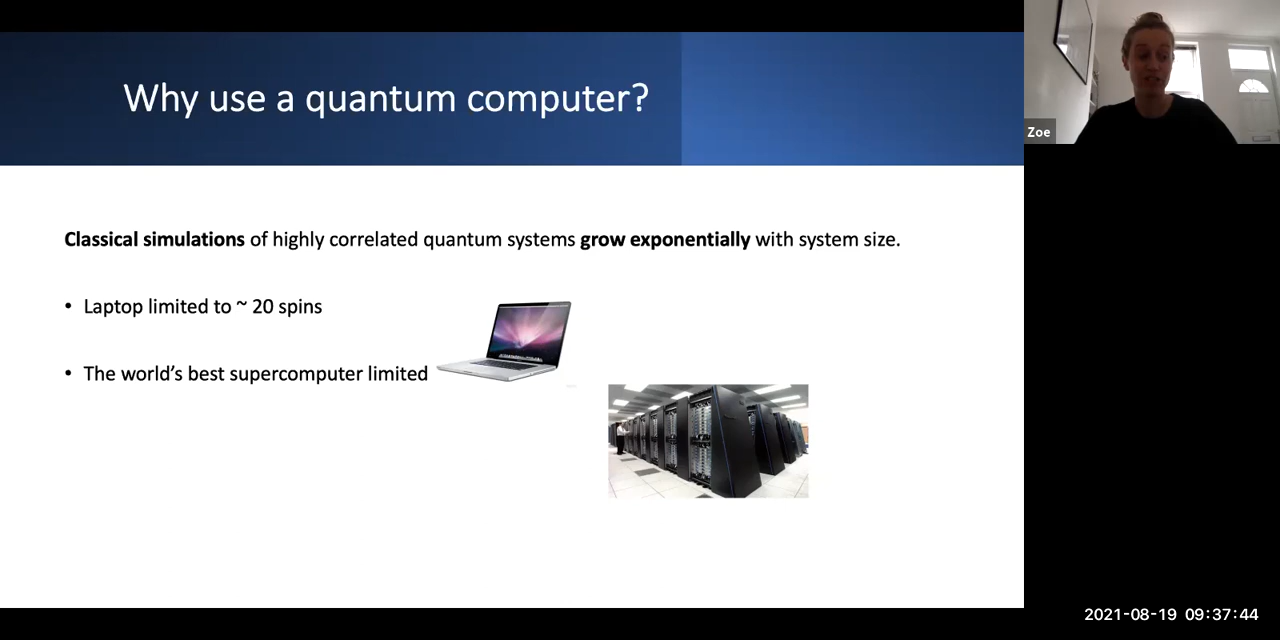 Why use a quantum computer?
Zoe
Classical simulations of highly correlated quantum systems grow exponentially with system size.
• Laptop limited to ~ 20 spins
• The world's best supercomputer limited
2021-08-19 09:37:44